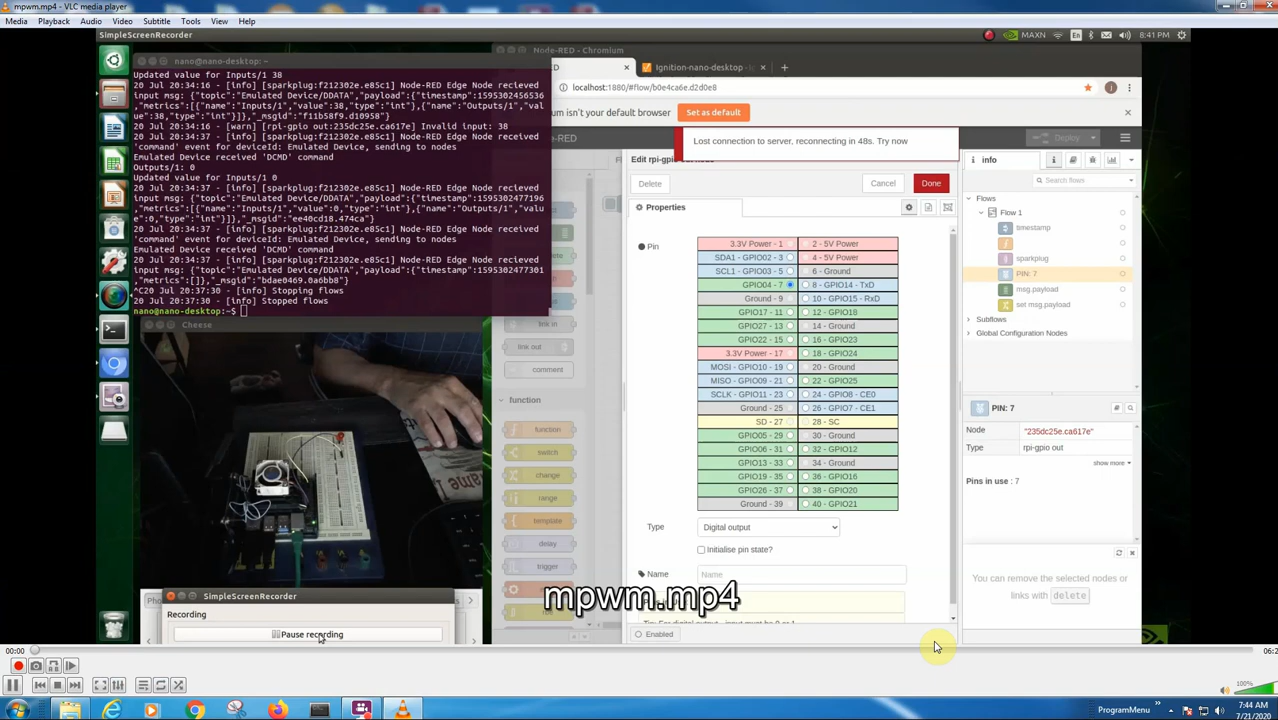 mpwm.mp4 - VLC media player
Media Playback Audio Video Subtitle Tools View Help
SimpleScreenRecorder
MAXN En 8:41 PM
nano@nano-desktop: ~
Updated value for Inputs/1 38
20 Jul 20:34:16 - [info] [sparkplug:f212302e.e85c1] Node-RED Edge Node recieved
input msg: {"topic":"Emulated Device/DDATA","payload":{"timestamp":1595302456536
,"metrics":[{"name":"Inputs/1","value":38,"type":"int"},{"name":"Outputs/1","val
ue":38,"type":"int"}]},"_msgid":"f11b58f9.d10958"}
20 Jul 20:34:16 - [warn] [rpi-gpio out:235dc25e.ca617e] Invalid input: 38
20 Jul 20:34:37 - [info] [sparkplug:f212302e.e85c1] Node-RED Edge Node received
'command' event for deviceId: Emulated Device, sending to nodes
Emulated Device received 'DCMD' command
Outputs/1: 0
Updated value for Inputs/1 0
20 Jul 20:34:37 - [info] [sparkplug:f212302e.e85c1] Node-RED Edge Node recieved
input msg: {"topic":"Emulated Device/DDATA","payload":{"timestamp":1595302477196
,"metrics":[{"name":"Inputs/1","value":0,"type":"int"},{"name":"Outputs/1","valu
e":0,"type":"int"}]},"_msgid":"ee40cd18.474ca"}
20 Jul 20:34:37 - [info] [sparkplug:f212302e.e85c1] Node-RED Edge Node received
'command' event for deviceId: Emulated Device, sending to nodes
Emulated Device received 'DCMD' command
20 Jul 20:34:37 - [info] [sparkplug:f212302e.e85c1] Node-RED Edge Node recieved
input msg: {"topic":"Emulated Device/DDATA","payload":{"timestamp":1595302477301
,"metrics":[]},"_msgid":"bdae0469.0a6bb8"}
^C20 Jul 20:37:30 - [info] Stopping flows
20 Jul 20:37:30 - [info] Stopped flows
nano@nano-desktop:~$
Node-RED - Chromium
Ignition-nano-desktop -
localhost:1880/#flow/b0e4ca6e.d2d0e8
um isn't your default browser Set as default
Lost connection to server, reconnecting in 48s. Try now
Deploy
Edit rpi-gpio out node
Delete Cancel Done
Properties
Pin
3.3V Power - 1 2 - 5V Power
SDA1 - GPIO02 - 3 4 - 5V Power
SCL1 - GPIO03 - 5 6 - Ground
GPIO04 - 7 8 - GPIO14 - TxD
Ground - 9 10 - GPIO15 - RxD
GPIO17 - 11 12 - GPIO18
GPIO27 - 13 14 - Ground
GPIO22 - 15 16 - GPIO23
3.3V Power - 17 18 - GPIO24
MOSI - GPIO10 - 19 20 - Ground
MISO - GPIO09 - 21 22 - GPIO25
SCLK - GPIO11 - 23 24 - GPIO8 - CE0
Ground - 25 26 - GPIO7 - CE1
SD - 27 28 - SC
GPIO05 - 29 30 - Ground
GPIO06 - 31 32 - GPIO12
GPIO13 - 33 34 - Ground
GPIO19 - 35 36 - GPIO16
GPIO26 - 37 38 - GPIO20
Ground - 39 40 - GPIO21
Type Digital output
Initialise pin state?
Name Name
Enabled
link in
link out
comment
function
function
switch
change
range
template
delay
trigger
info
Search flows
Flows
Flow 1
timestamp
f
sparkplug
PIN: 7
msg.payload
set msg.payload
Subflows
Global Configuration Nodes
PIN: 7
Node "235dc25e.ca617e"
Type rpi-gpio out
show more
Pins in use : 7
You can remove the selected nodes or
links with delete
Cheese
SimpleScreenRecorder
Recording
Pause recording
mpwm.mp4
00:00 06:2
100%
ProgramMenu
7:44 AM
7/21/2020